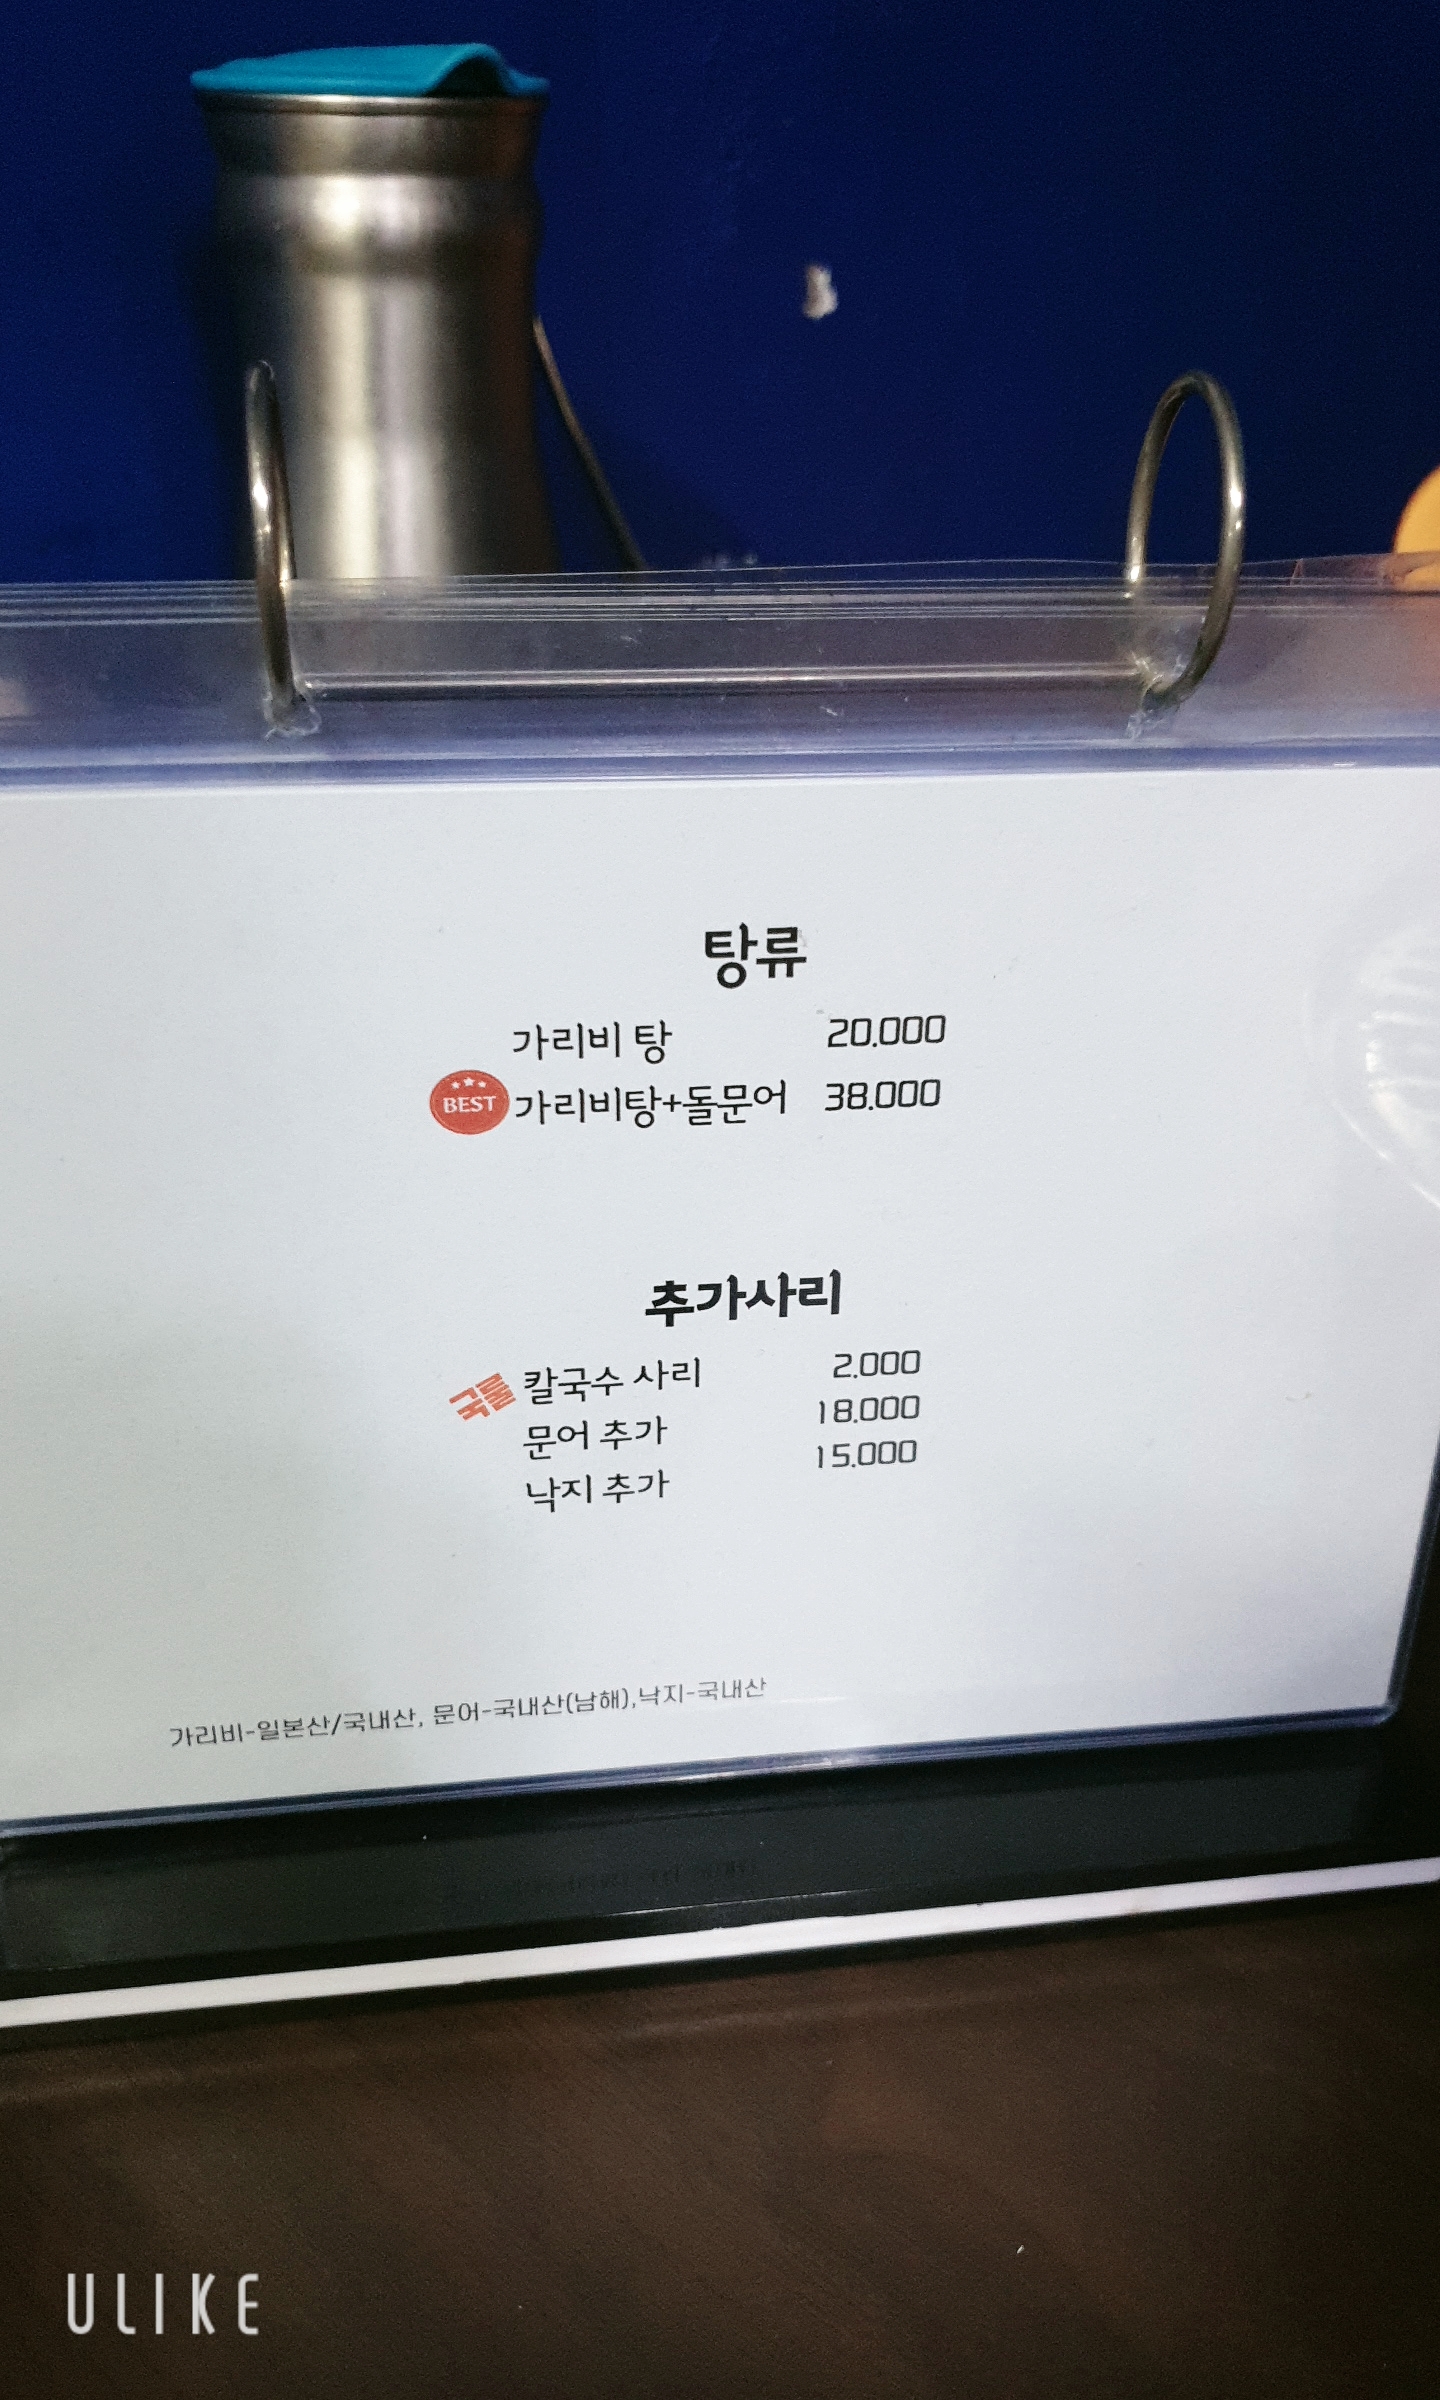 탕류
가리비 탕 20.000
BEST 가리비탕+돌문어 38.000
추가사리
국룰 칼국수 사리 2.000
문어 추가 18.000
낙지 추가 15.000
가리비-일본산/국내산, 문어-국내산(남해),낙지-국내산
ULIKE